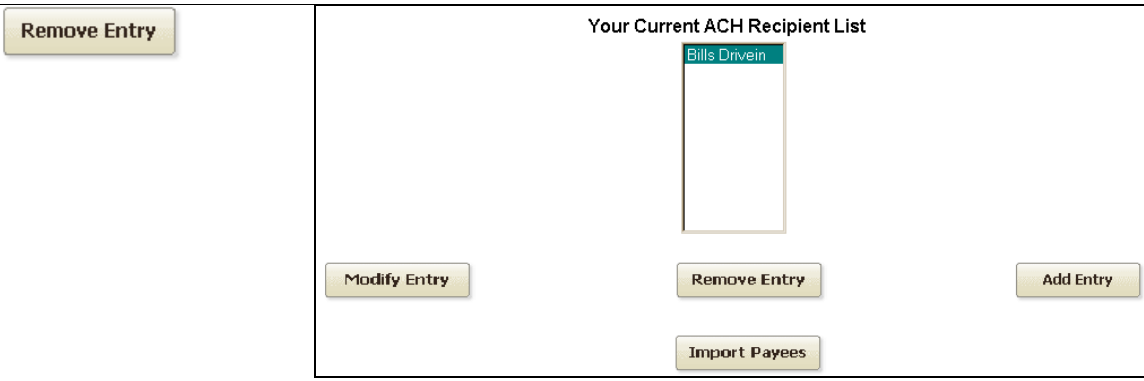 Remove Entry
Your Current ACH Recipient List
Bills Drivein
Modify Entry
Remove Entry
Add Entry
Import Payees